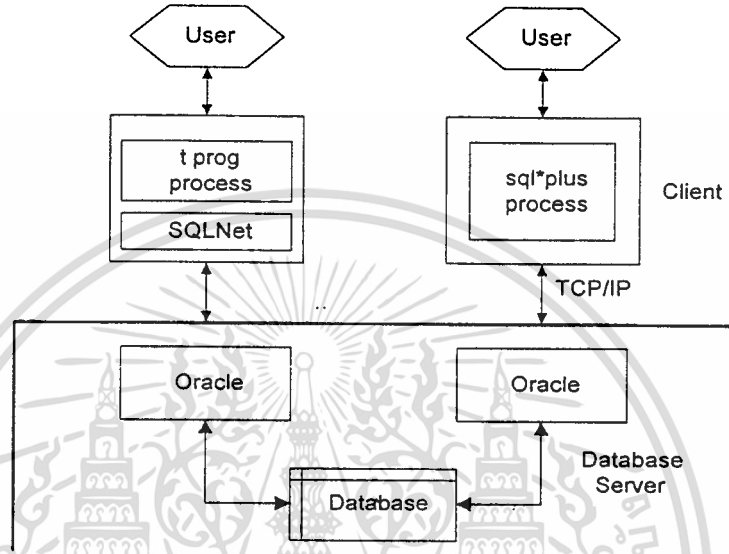 User
User
t prog
process
SQLNet
sql*plus
process
Client
TCP/IP
Oracle
Oracle
Database
Database
Server